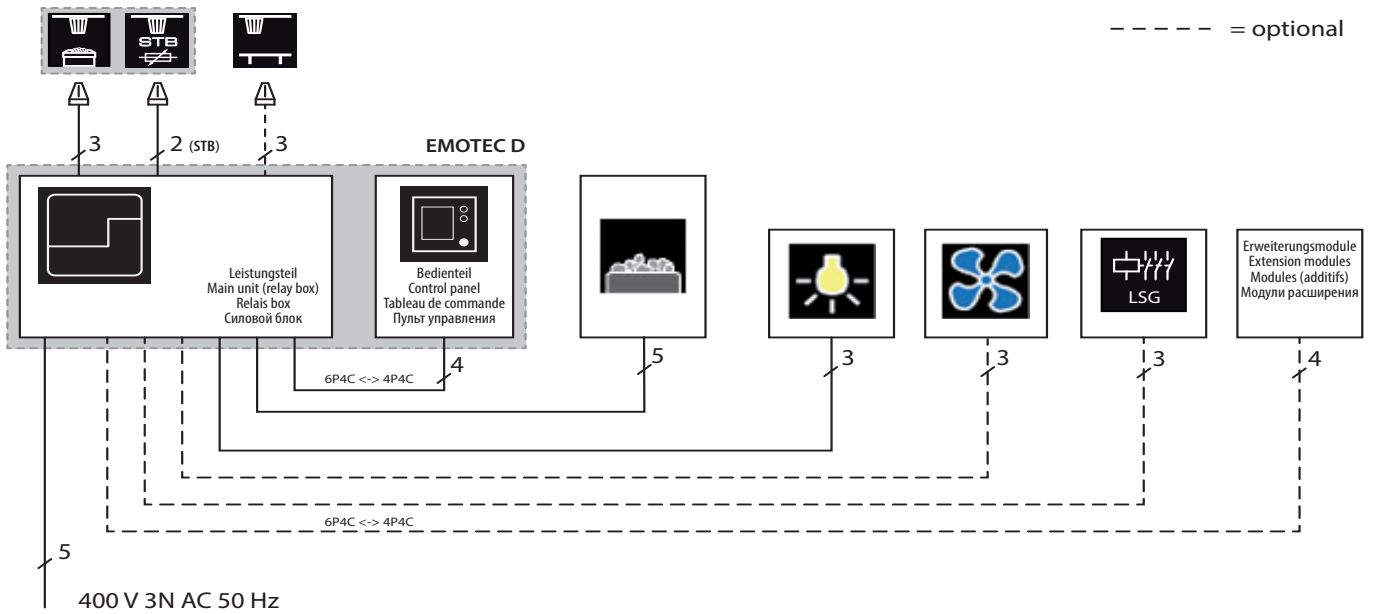 STB
= optional
3
2 (STB)
3
EMOTEC D
Leistungsteil
Main unit (relay box)
Relais box
Силовой блок
Bedienteil
Control panel
Tableau de commande
Пульт управления
LSG
Erweiterungsmodule
Extension modules
Modules (additifs)
Модули расширения
4
5
3
3
3
4
6P4C <-> 4P4C
6P4C <-> 4P4C
5
400 V 3N AC 50 Hz